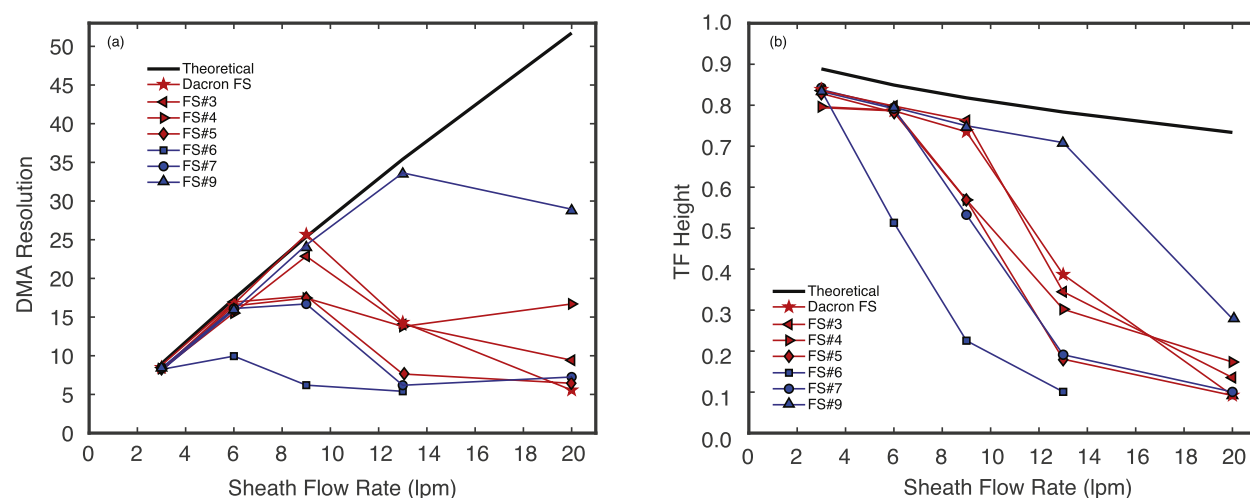 (a)
DMA Resolution
50
45
40
35
30
25
20
15
10
5
0
Theoretical
Dacron FS
FS#3
FS#4
FS#5
FS#6
FS#7
FS#9
0 2 4 6 8 10 12 14 16 18 20
Sheath Flow Rate (lpm)
(b)
TF Height
1.0
0.9
0.8
0.7
0.6
0.5
0.4
0.3
0.2
0.1
0.0
Theoretical
Dacron FS
FS#3
FS#4
FS#5
FS#6
FS#7
FS#9
0 2 4 6 8 10 12 14 16 18 20
Sheath Flow Rate (lpm)